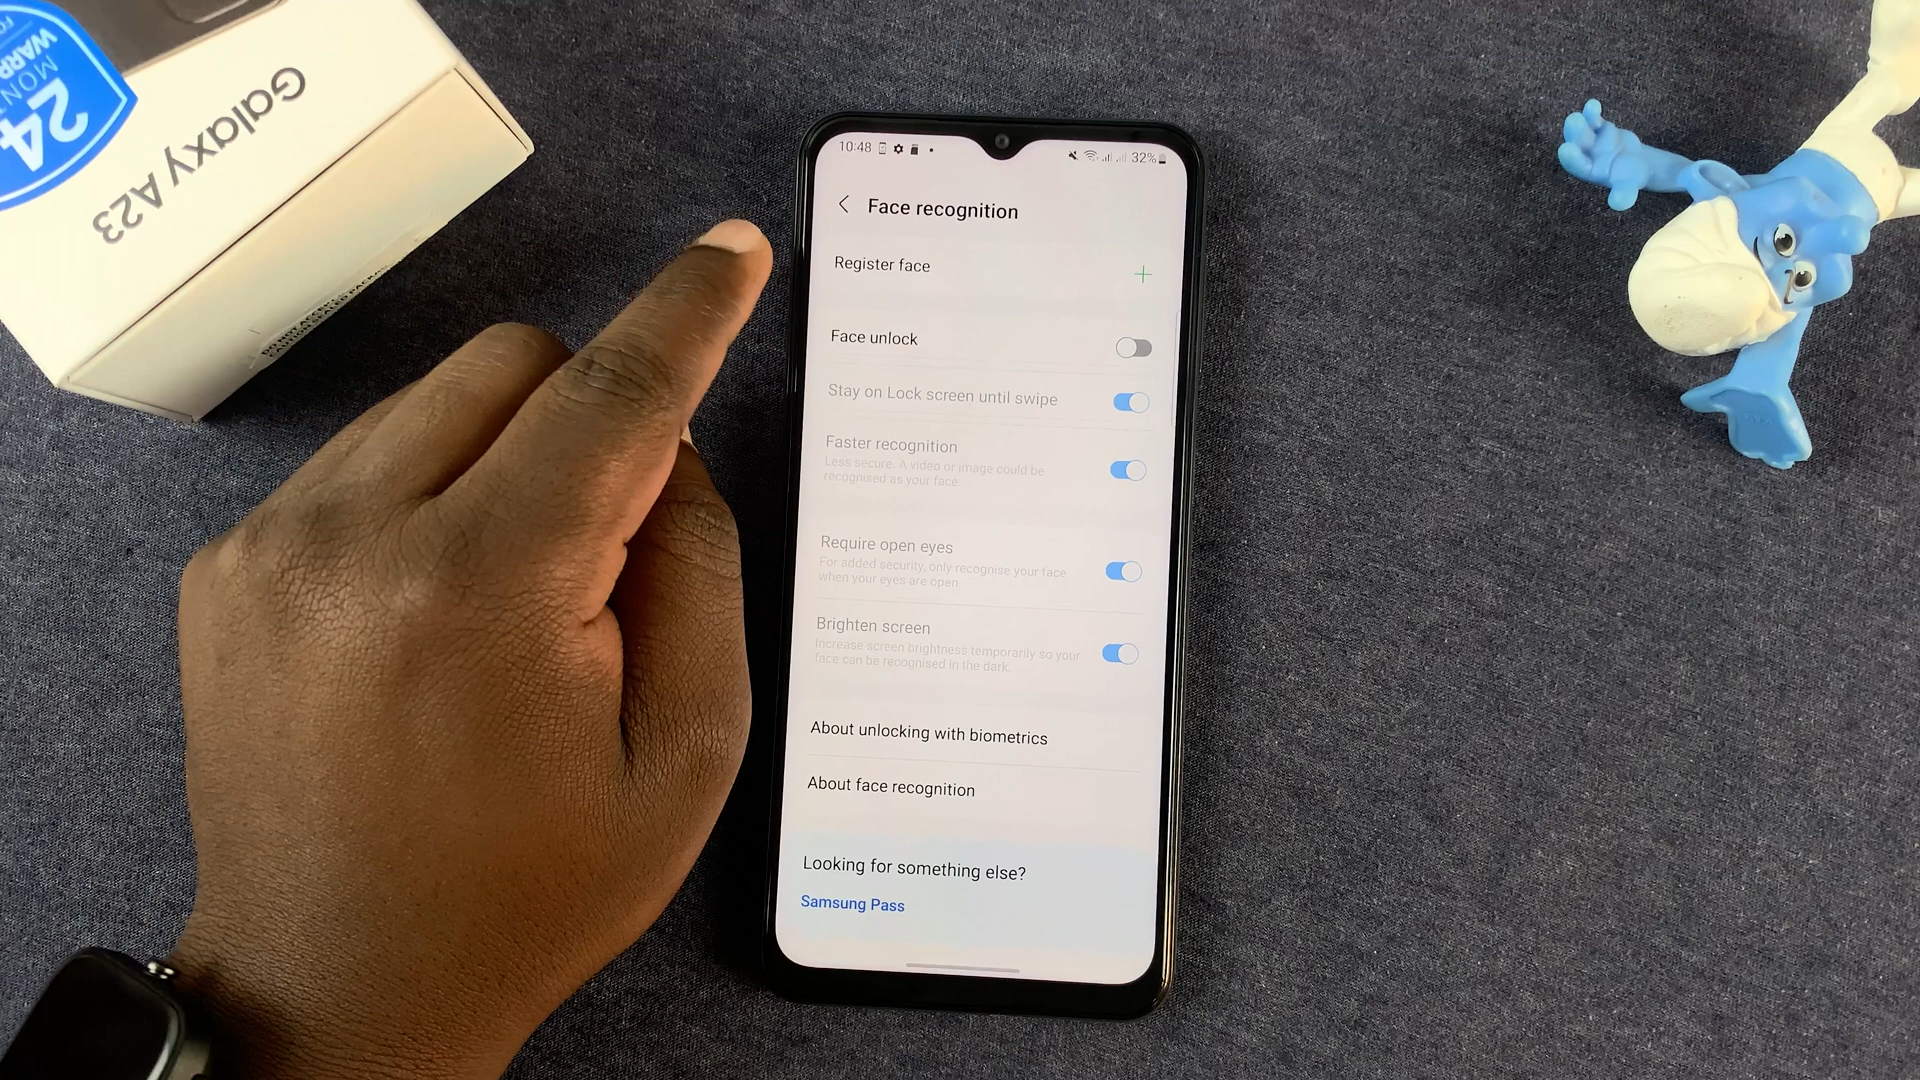 24
MON
WARR
FO
Galaxy A23
10:48
32%
Face recognition
Register face
Face unlock
Stay on Lock screen until swipe
Faster recognition
Less secure. A video or image could be
recognised as your face.
Require open eyes
For added security, only recognise your face
when your eyes are open
Brighten screen
Increase screen brightness temporarily so your
face can be recognised in the dark.
About unlocking with biometrics
About face recognition
Looking for something else?
Samsung Pass